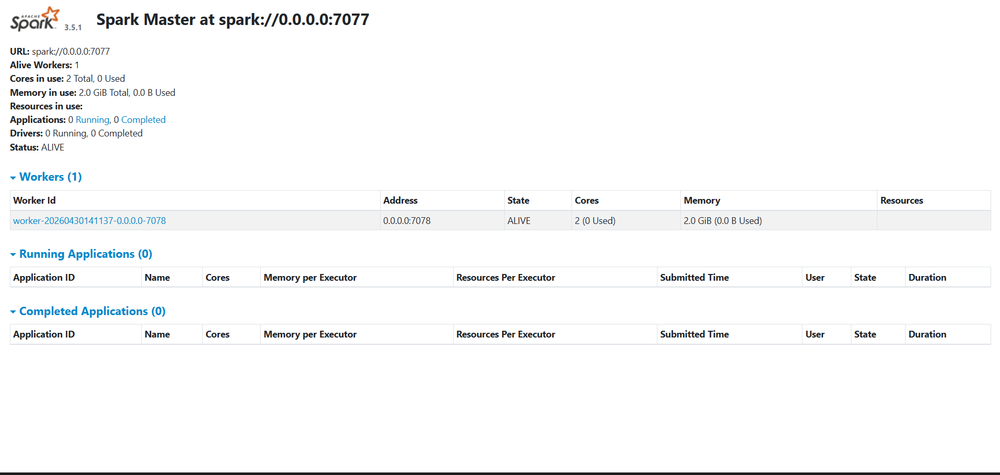 APACHE
Spark 3.5.1 Spark Master at spark://0.0.0.0:7077
URL: spark://0.0.0.0:7077
Alive Workers: 1
Cores in use: 2 Total, 0 Used
Memory in use: 2.0 GiB Total, 0.0 B Used
Resources in use:
Applications: 0 Running, 0 Completed
Drivers: 0 Running, 0 Completed
Status: ALIVE
Workers (1)
Worker Id Address State Cores Memory Resources
worker-20260430141137-0.0.0.0-7078 0.0.0.0:7078 ALIVE 2 (0 Used) 2.0 GiB (0.0 B Used)
Running Applications (0)
Application ID Name Cores Memory per Executor Resources Per Executor Submitted Time User State Duration
Completed Applications (0)
Application ID Name Cores Memory per Executor Resources Per Executor Submitted Time User State Duration